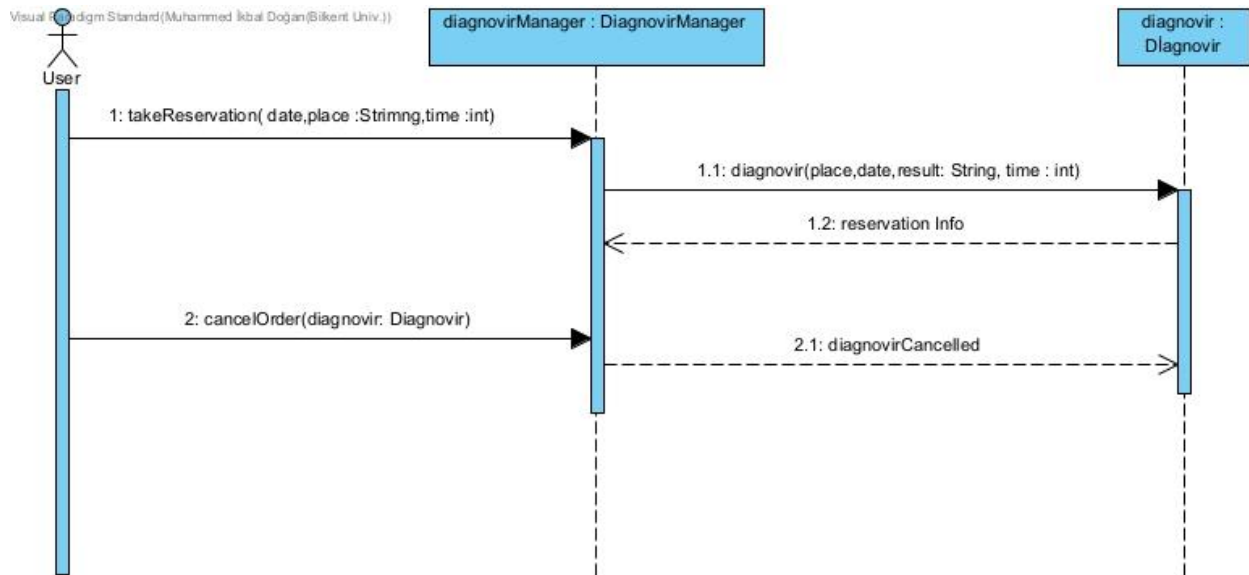 Visual Paradigm Standard(Muhammed İkbal Doğan(Bilkent Univ.))
User
diagnovirManager : DiagnovirManager
diagnovir :
Dİagnovir
1: takeReservation( date,place :Strimng,time :int)
1.1: diagnovir(place,date,result: String, time : int)
1.2: reservation Info
2: cancelOrder(diagnovir: Diagnovir)
2.1: diagnovirCancelled